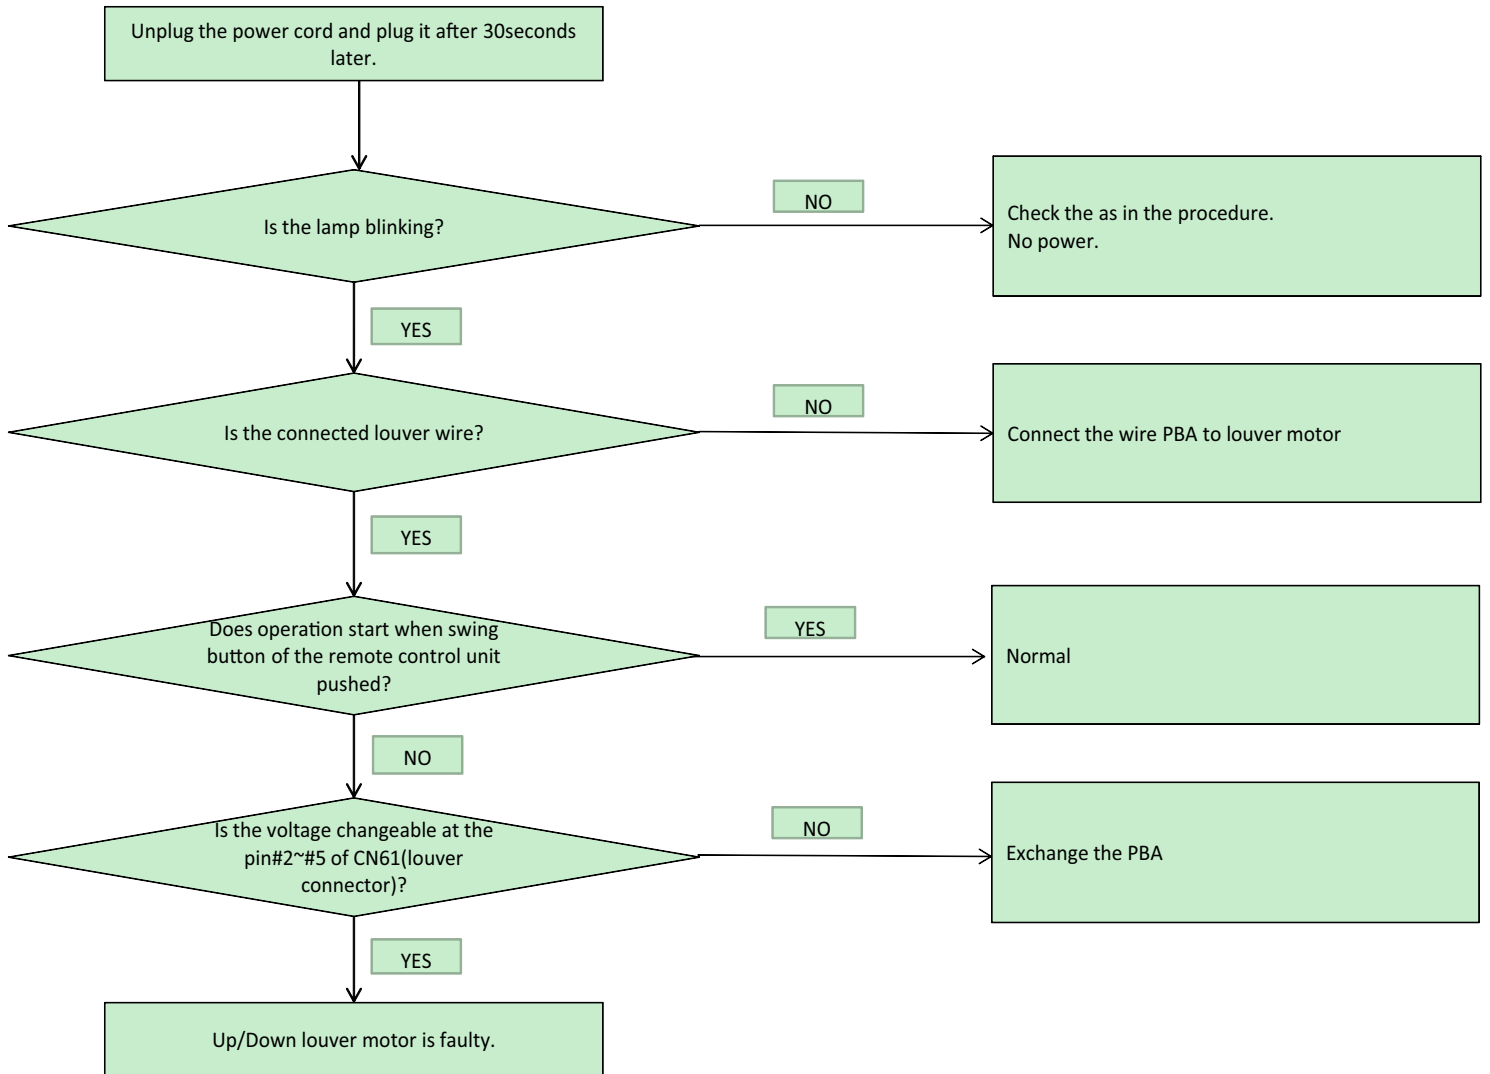 Unplug the power cord and plug it after 30seconds
later.
Is the lamp blinking?
NO
Check the as in the procedure.
No power.
YES
Is the connected louver wire?
NO
Connect the wire PBA to louver motor
YES
Does operation start when swing
button of the remote control unit
pushed?
YES
Normal
NO
Is the voltage changeable at the
pin#2~#5 of CN61(louver
connector)?
NO
Exchange the PBA
YES
Up/Down louver motor is faulty.